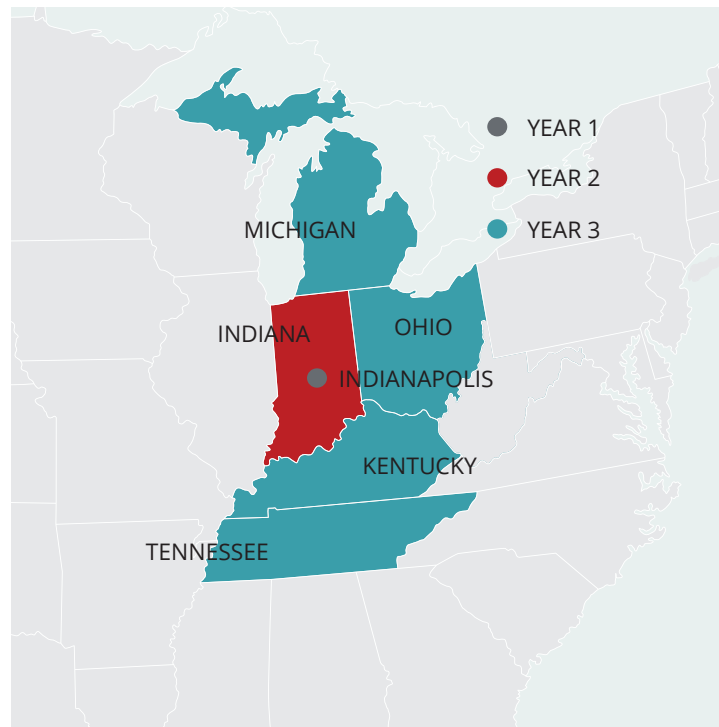 YEAR 1
YEAR 2
YEAR 3
MICHIGAN
INDIANA
OHIO
INDIANAPOLIS
KENTUCKY
TENNESSEE